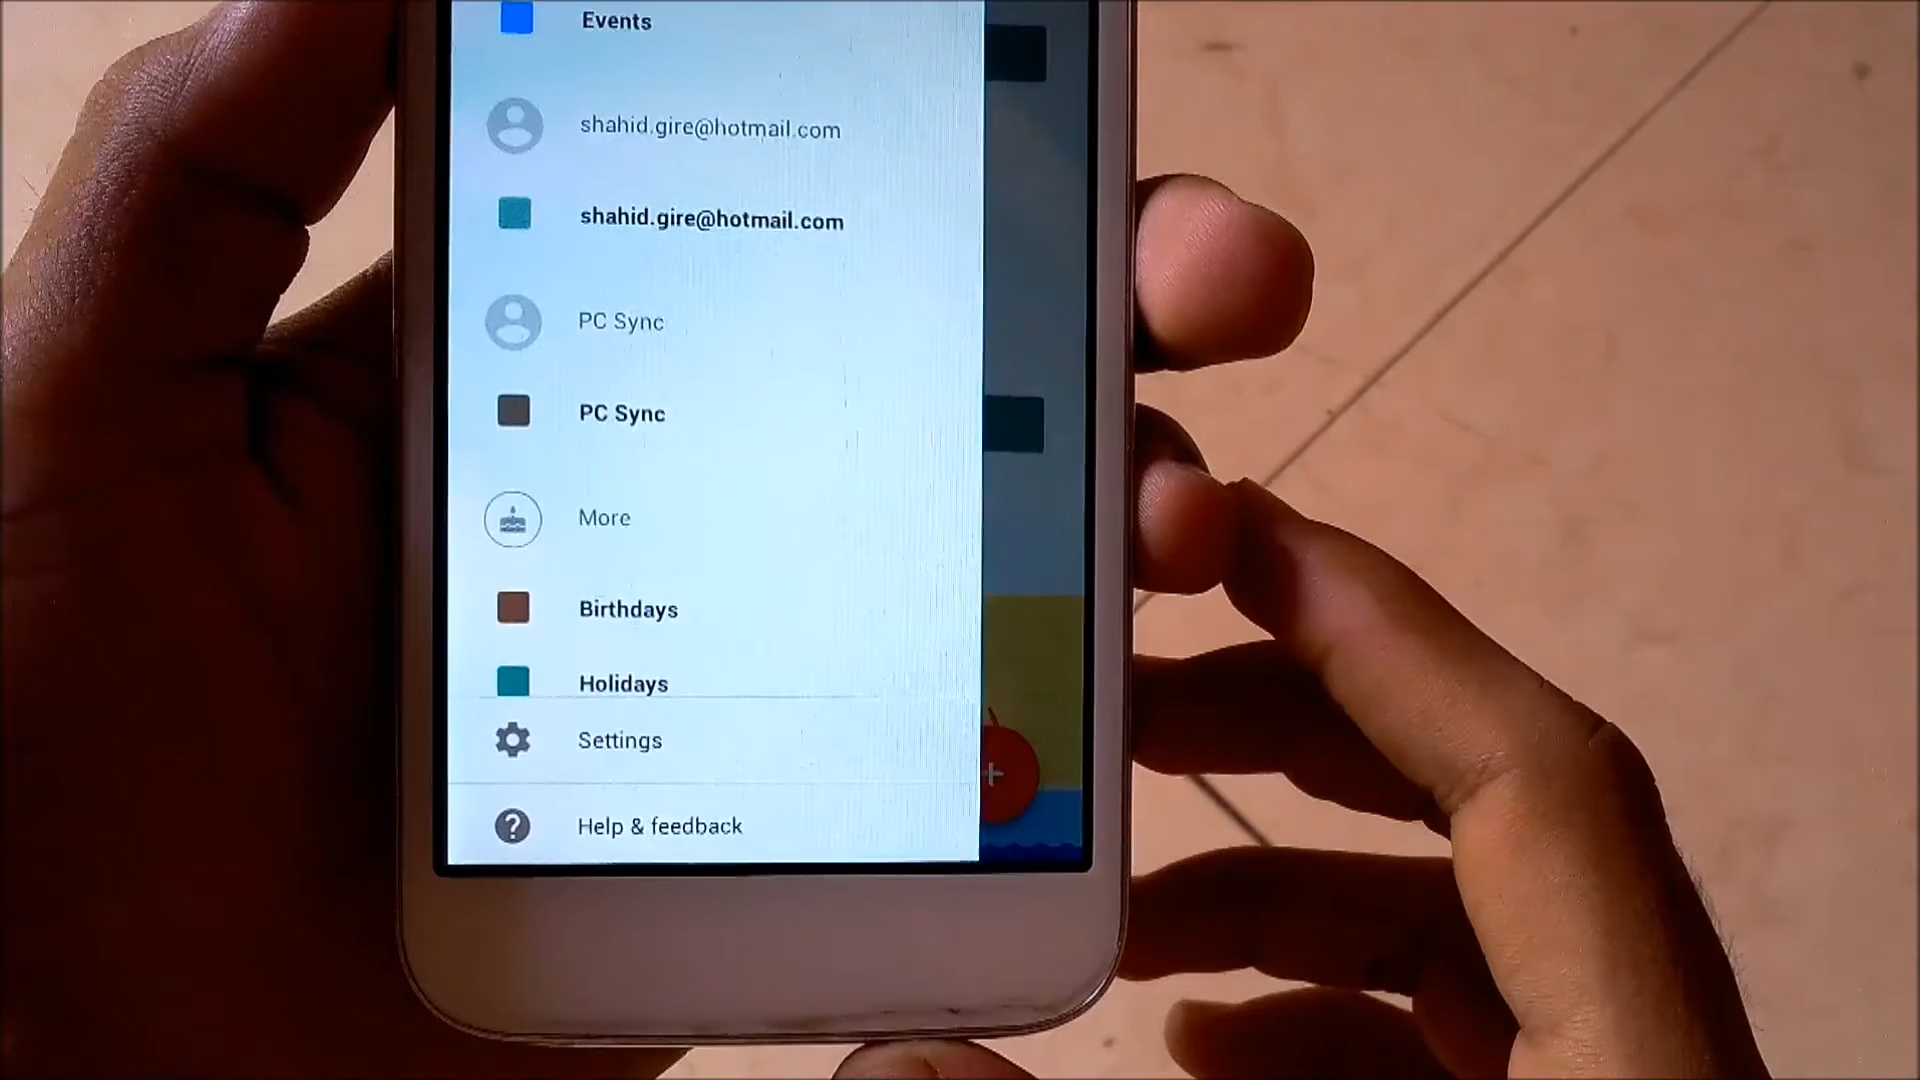 Events
shahid.gire@hotmail.com
shahid.gire@hotmail.com
PC Sync
PC Sync
More
Birthdays
Holidays
Settings
Help & feedback